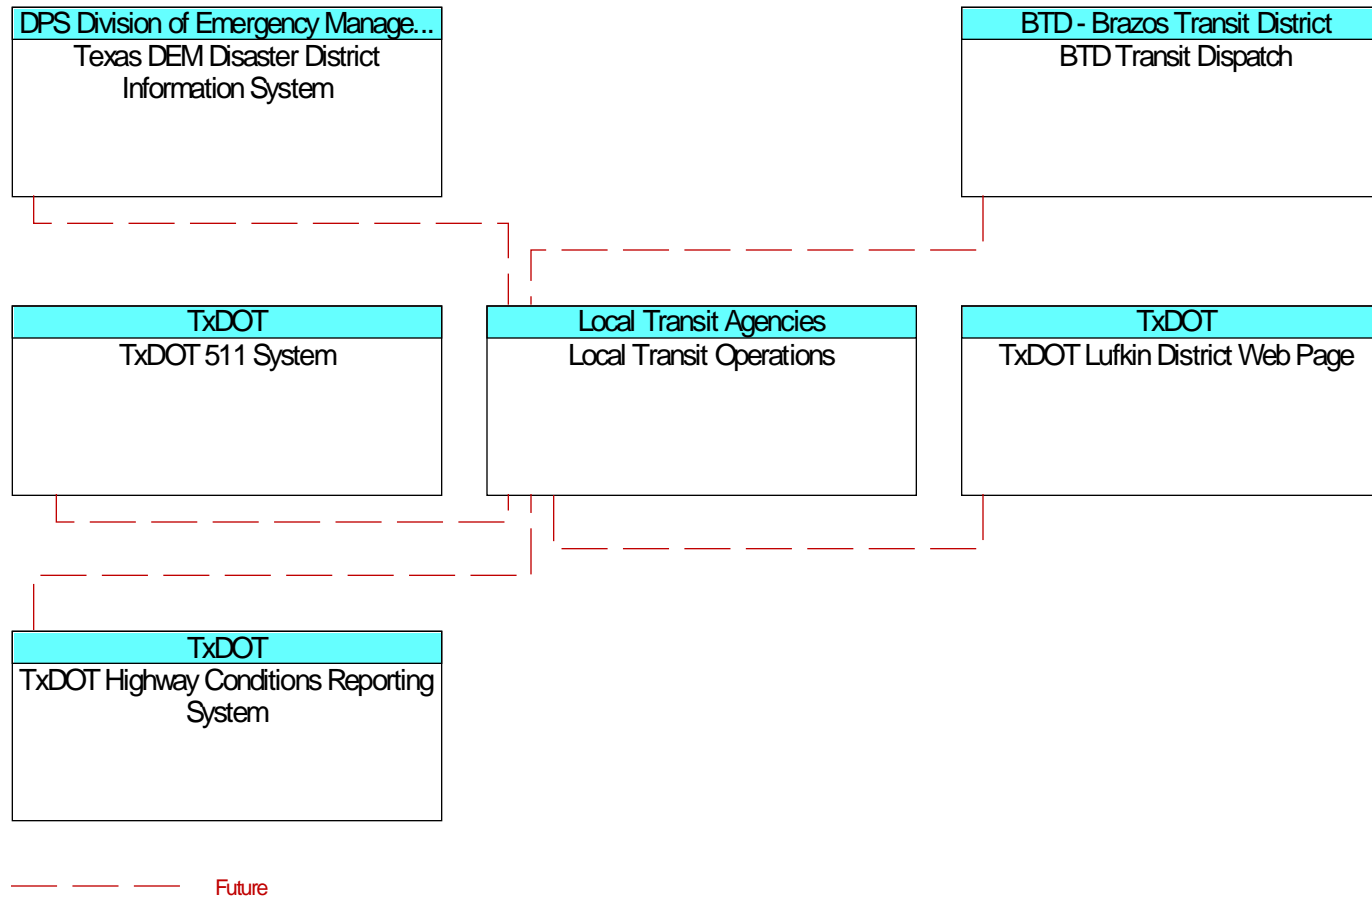 DPS Division of Emergency Manage...
Texas DEM Disaster District
Information System
BTD - Brazos Transit District
BTD Transit Dispatch
TxDOT
TxDOT 511 System
Local Transit Agencies
Local Transit Operations
TxDOT
TxDOT Lufkin District Web Page
TxDOT
TxDOT Highway Conditions Reporting
System
Future